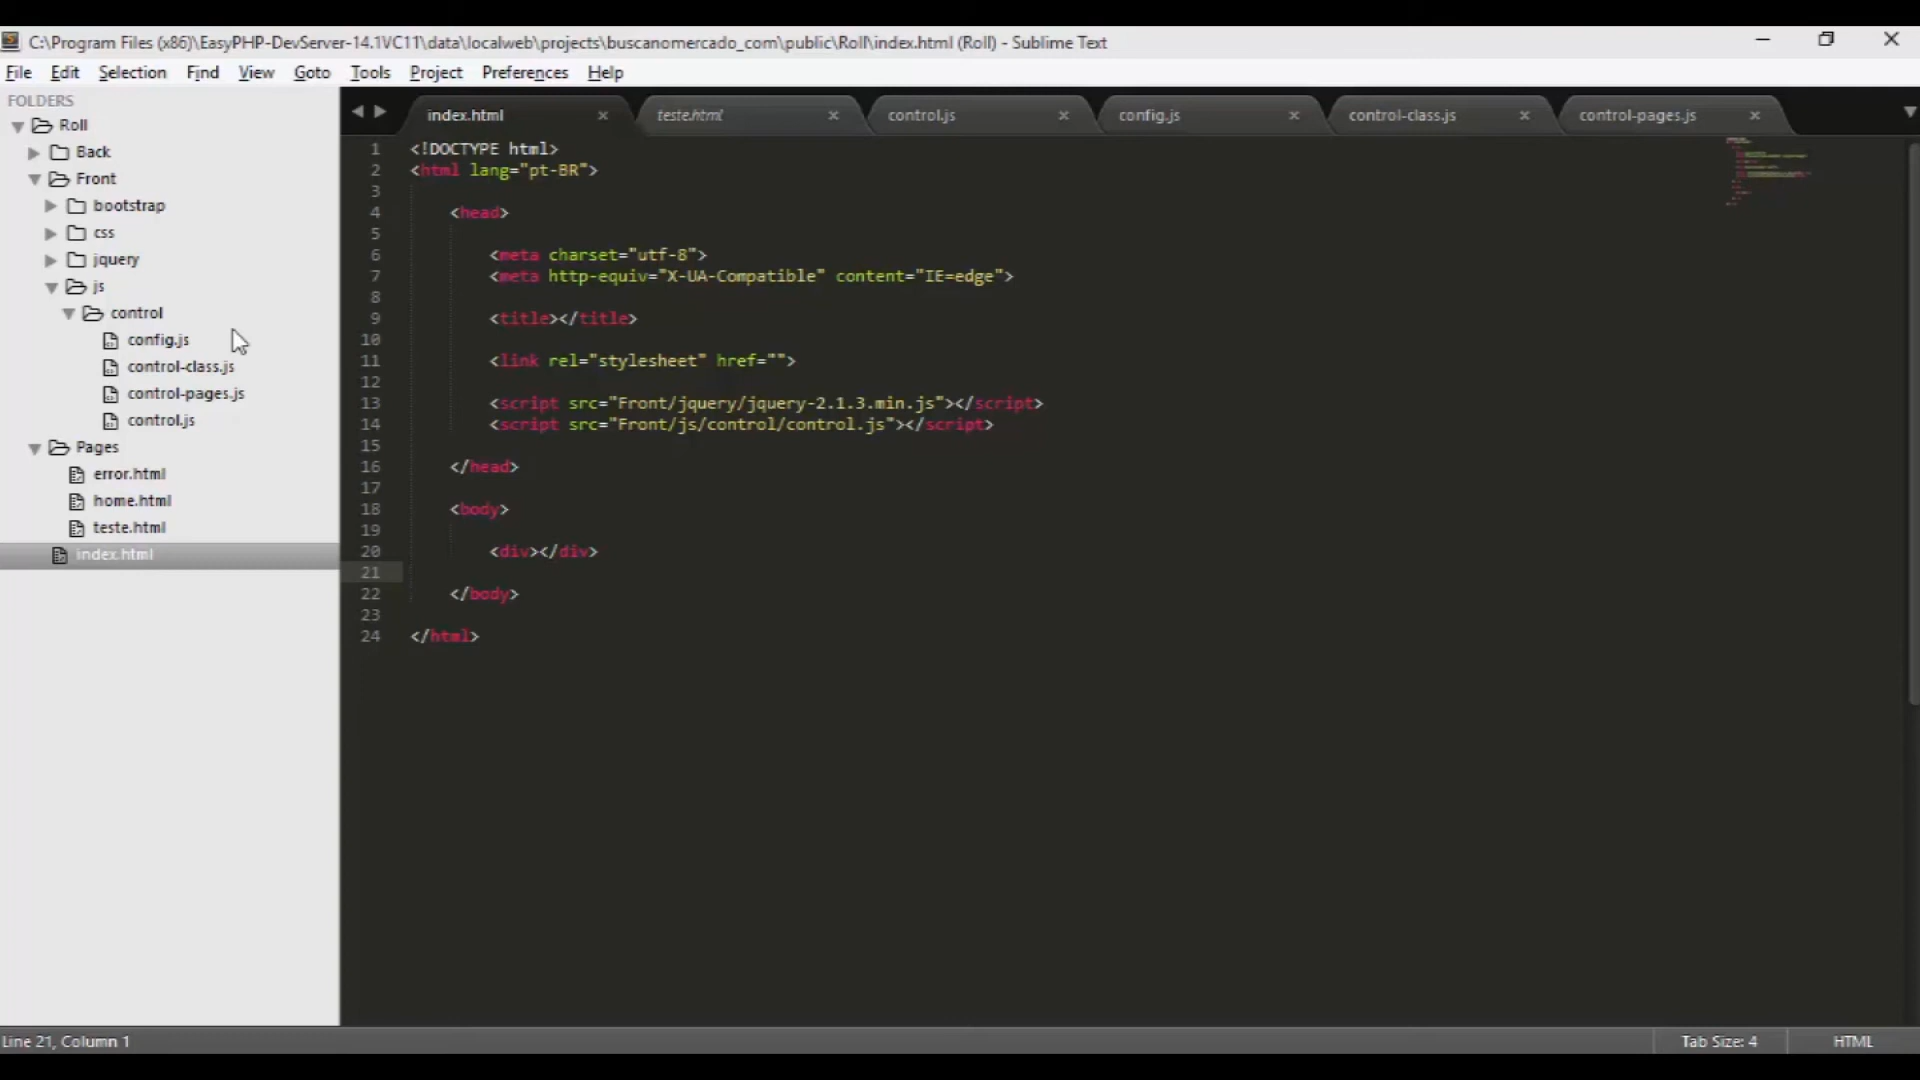 C:\Program Files (x86)\EasyPHP-DevServer-14.1VC11\data\localweb\projects\buscanomercado_com\public\Roll\index.html (Roll) - Sublime Text
File Edit Selection Find View Goto Tools Project Preferences Help
FOLDERS
Roll
Back
Front
bootstrap
css
jquery
js
control
config.js
control-class.js
control-pages.js
control.js
Pages
error.html
home.html
teste.html
index.html
index.html teste.html control.js config.js control-class.js control-pages.js
1 <!DOCTYPE html>
2 <html lang="pt-BR">
3
4 <head>
5
6 <meta charset="utf-8">
7 <meta http-equiv="X-UA-Compatible" content="IE=edge">
8
9 <title></title>
10
11 <link rel="stylesheet" href="">
12
13 <script src="Front/jquery/jquery-2.1.3.min.js"></script>
14 <script src="Front/js/control/control.js"></script>
15
16 </head>
17
18 <body>
19
20 <div></div>
21
22 </body>
23
24 </html>
Line 21, Column 1
Tab Size: 4
HTML